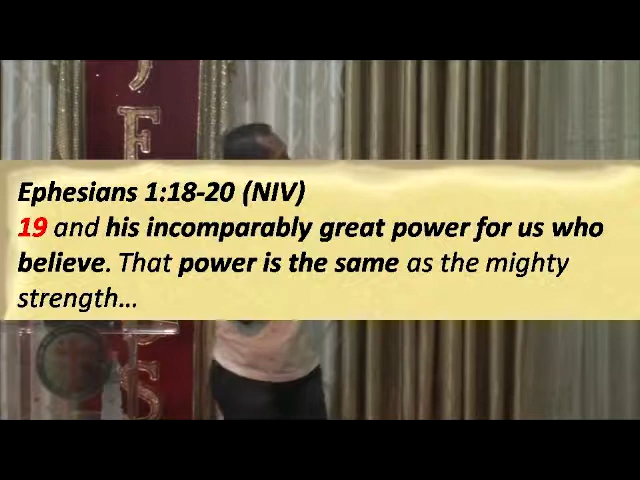 J
E
S
Ephesians 1:18-20 (NIV)
19 and his incomparably great power for us who
believe. That power is the same as the mighty
strength...